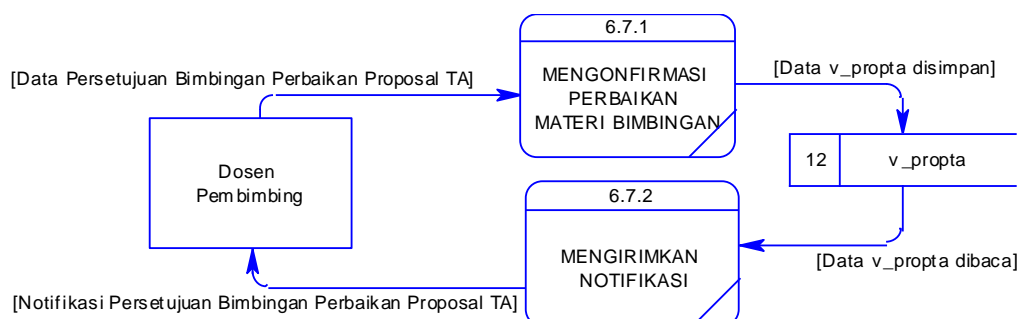 6.7.1
[Data Persetujuan Bimbingan Perbaikan Proposal TA]
MENGONFIRMASI
PERBAIKAN
MATERI BIMBINGAN
[Data v_propta disimpan]
12
v_propta
Dosen
Pembimbing
6.7.2
MENGIRIMKAN
NOTIFIKASI
[Data v_propta dibaca]
[Notifikasi Persetujuan Bimbingan Perbaikan Proposal TA]